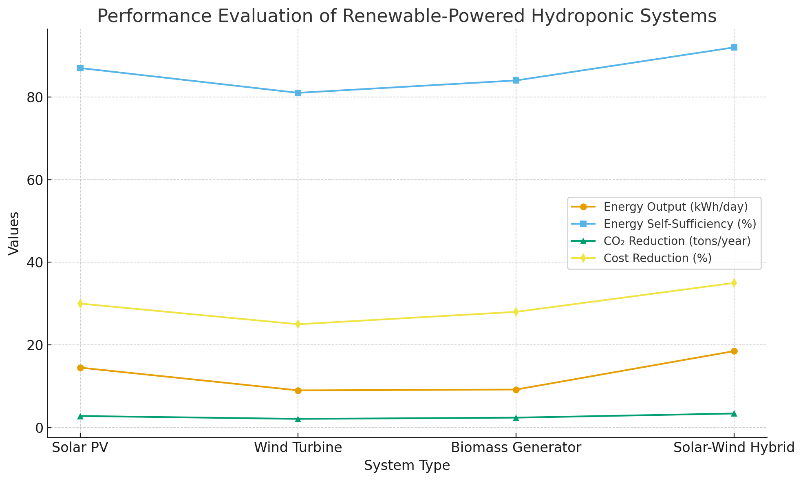 Performance Evaluation of Renewable-Powered Hydroponic Systems
80
60
40
20
0
Values
Energy Output (kWh/day)
Energy Self-Sufficiency (%)
CO₂ Reduction (tons/year)
Cost Reduction (%)
Solar PV
Wind Turbine
Biomass Generator
Solar-Wind Hybrid
System Type